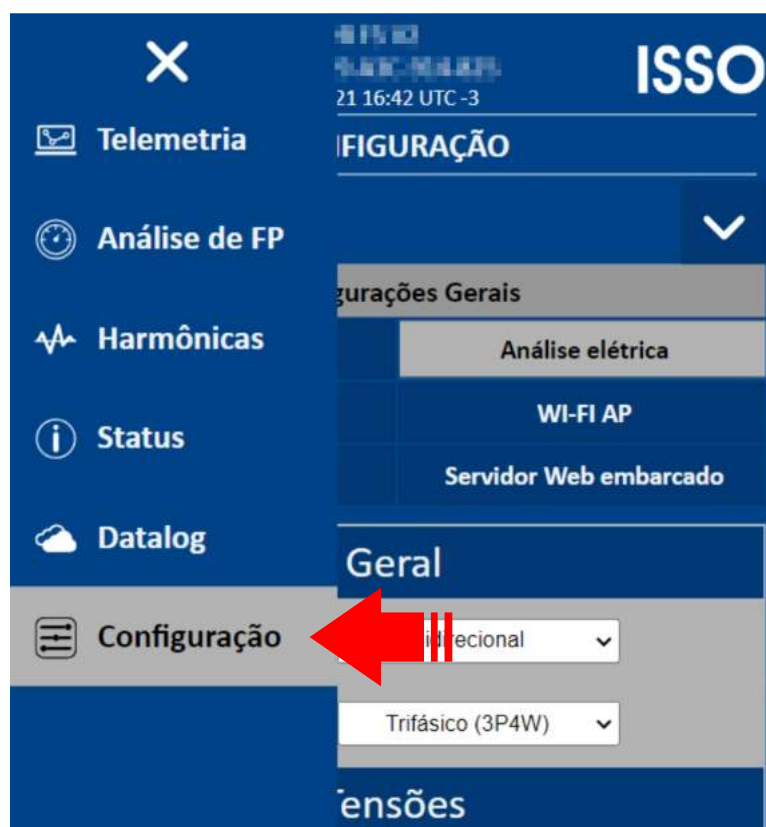 21 16:42 UTC -3
ISSO
Telemetria
IFIGURAÇÃO
Análise de FP
gurações Gerais
Harmônicas
Análise elétrica
WI-FI AP
Status
Servidor Web embarcado
Datalog
Geral
Configuração
idirecional
Trifásico (3P4W)
Tensões